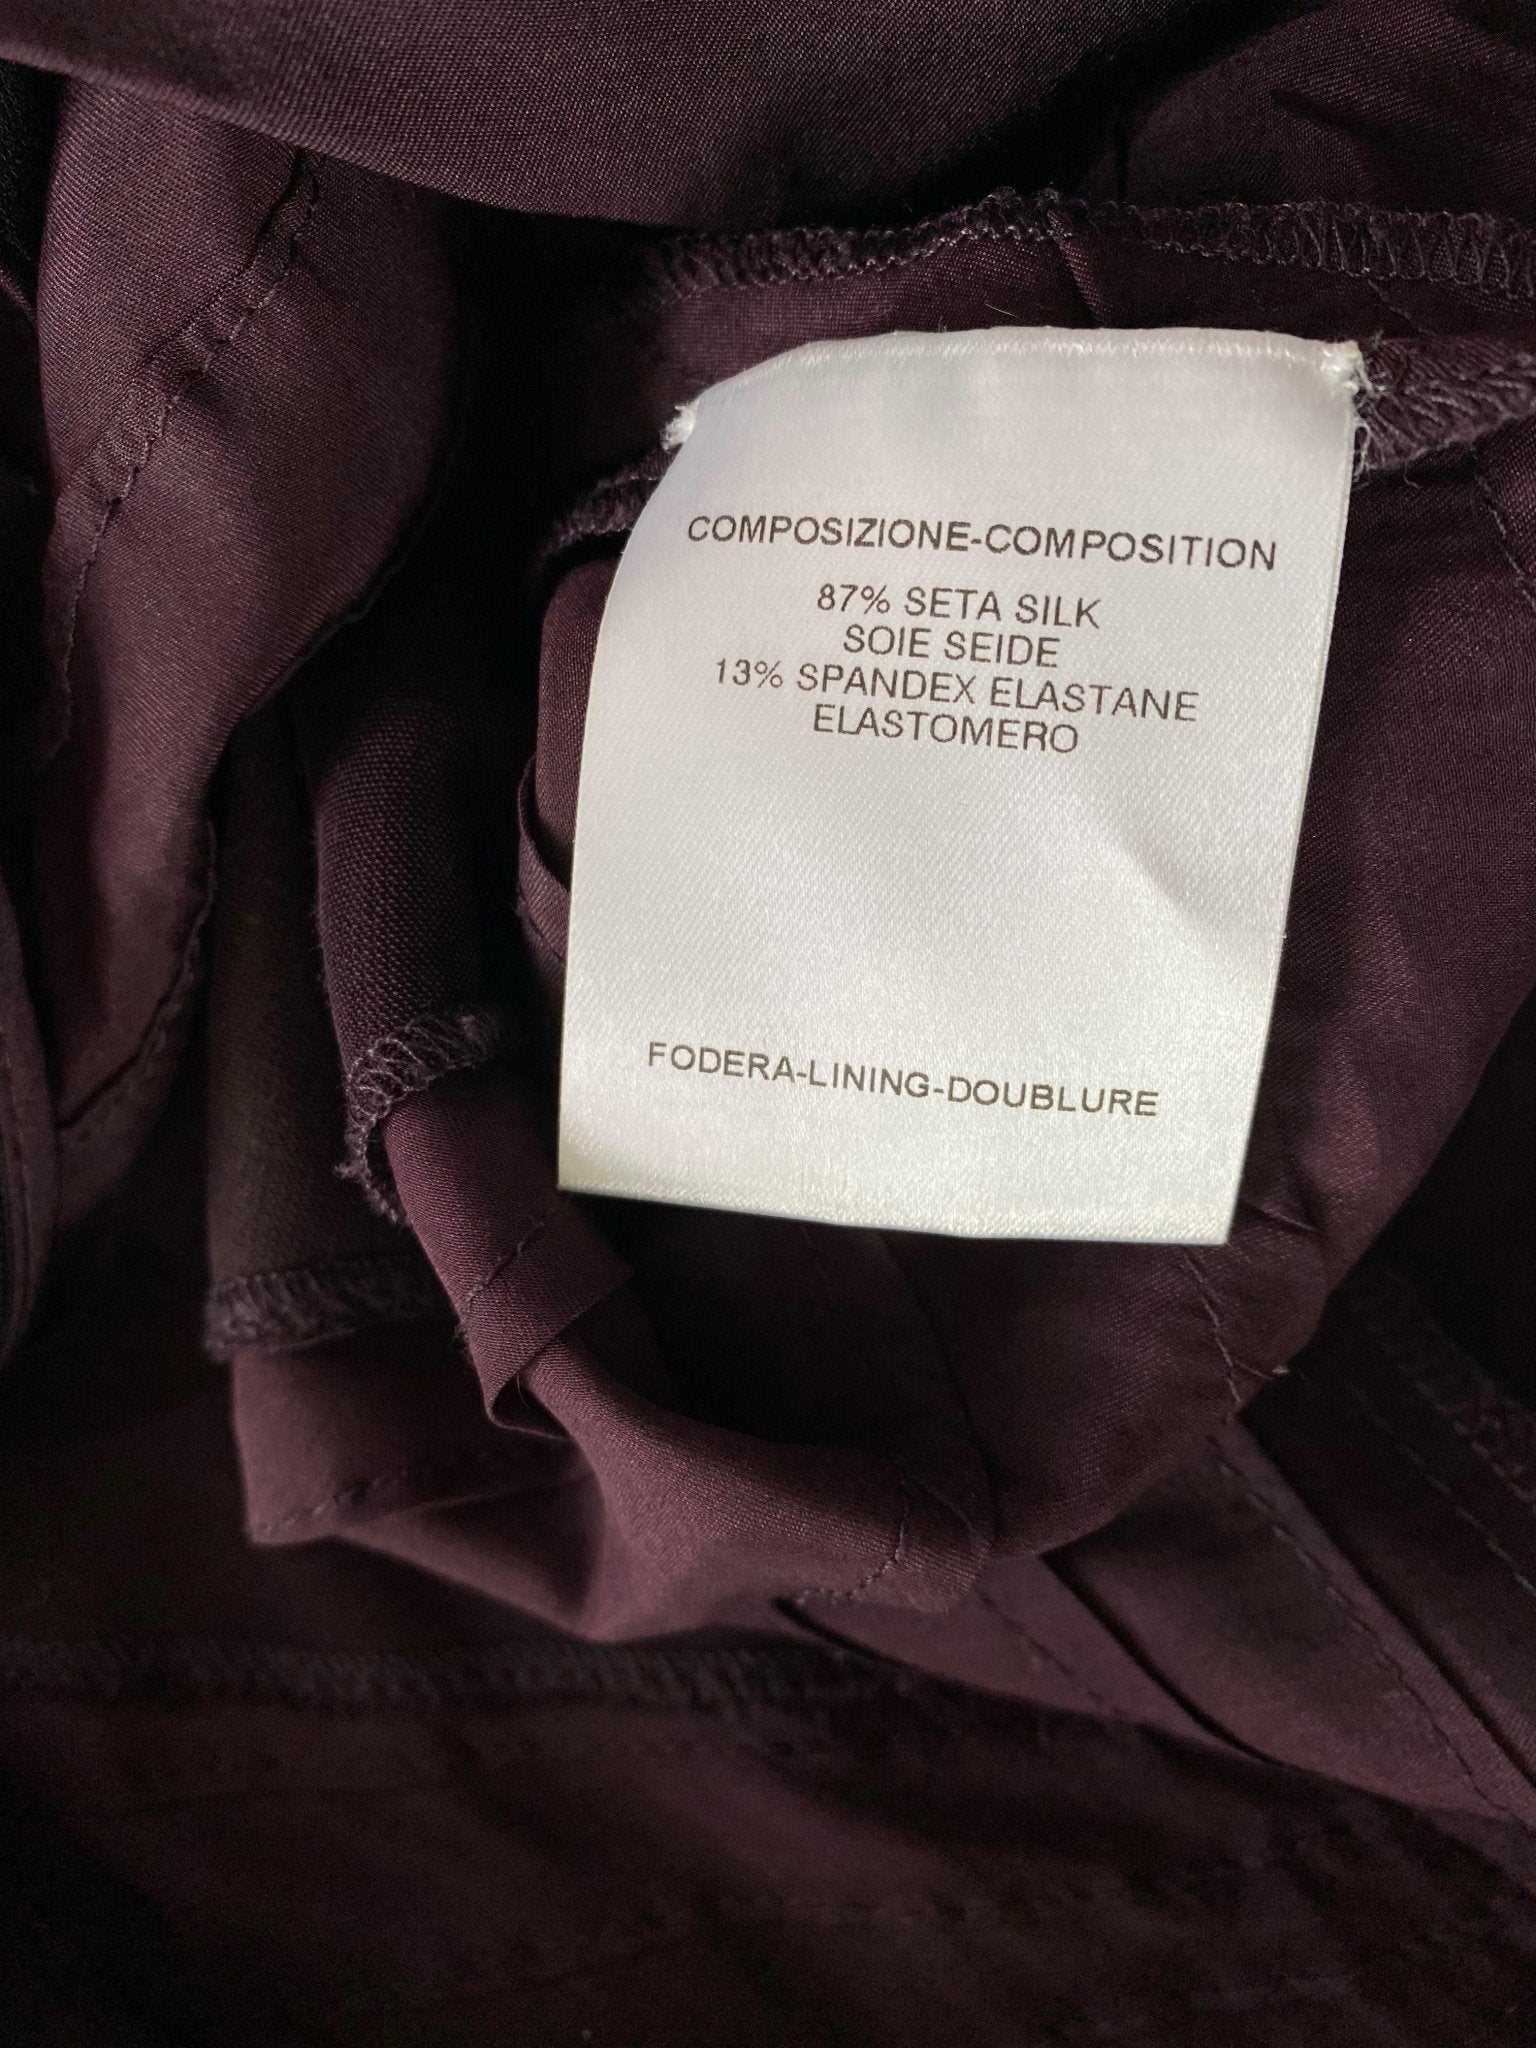 COMPOSIZIONE-COMPOSITION
87% SETA SILK
SOIE SEIDE
13% SPANDEX ELASTANE
ELASTOMERO
FODERA-LINING-DOUBLURE